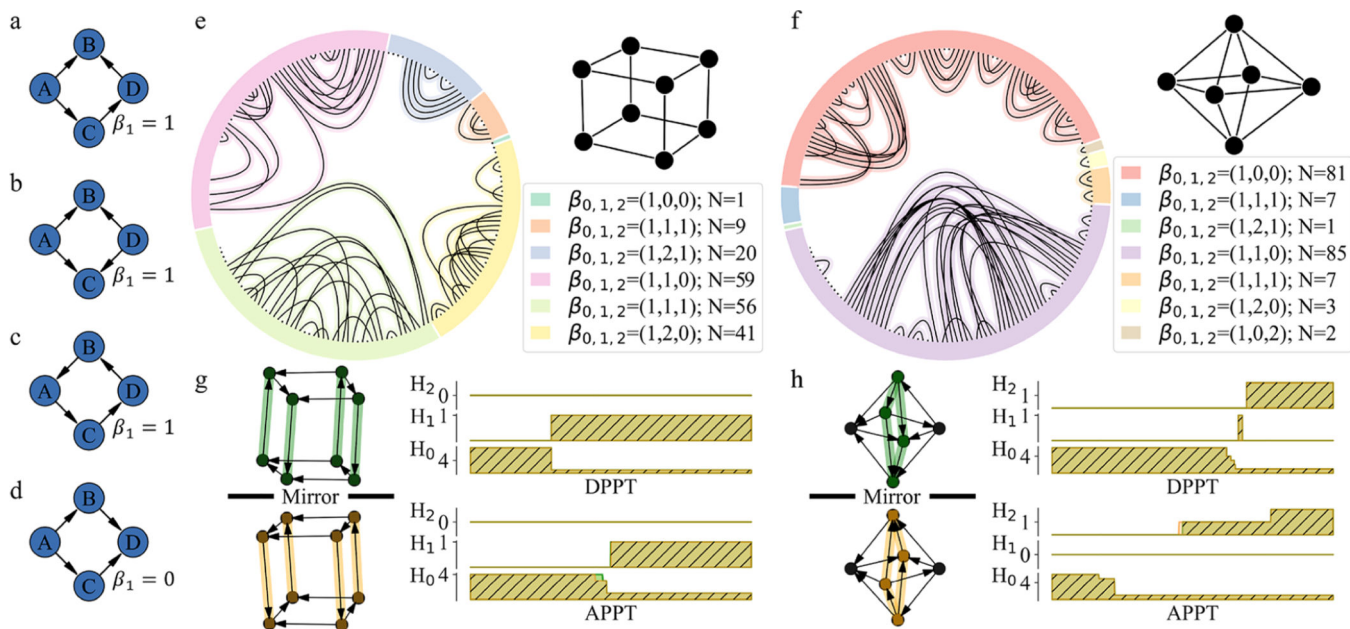 a
B
A
D
C
β₁ = 1
b
B
A
D
C
β₁ = 1
c
B
A
D
C
β₁ = 1
d
B
A
D
C
β₁ = 0
e
β₀,₁,₂=(1,0,0); N=1
β₀,₁,₂=(1,1,1); N=9
β₀,₁,₂=(1,2,1); N=20
β₀,₁,₂=(1,1,0); N=59
β₀,₁,₂=(1,1,1); N=56
β₀,₁,₂=(1,2,0); N=41
f
β₀,₁,₂=(1,0,0); N=81
β₀,₁,₂=(1,1,1); N=7
β₀,₁,₂=(1,2,1); N=1
β₀,₁,₂=(1,1,0); N=85
β₀,₁,₂=(1,1,1); N=7
β₀,₁,₂=(1,2,0); N=3
β₀,₁,₂=(1,0,2); N=2
g
Mirror
H₂ 0
H₁ 1
H₀ 4
DPPT
H₂ 0
H₁ 1
H₀ 4
APPT
h
Mirror
H₂ 1
H₁ 1
H₀ 4
DPPT
H₂ 1
H₁ 0
H₀ 4
APPT